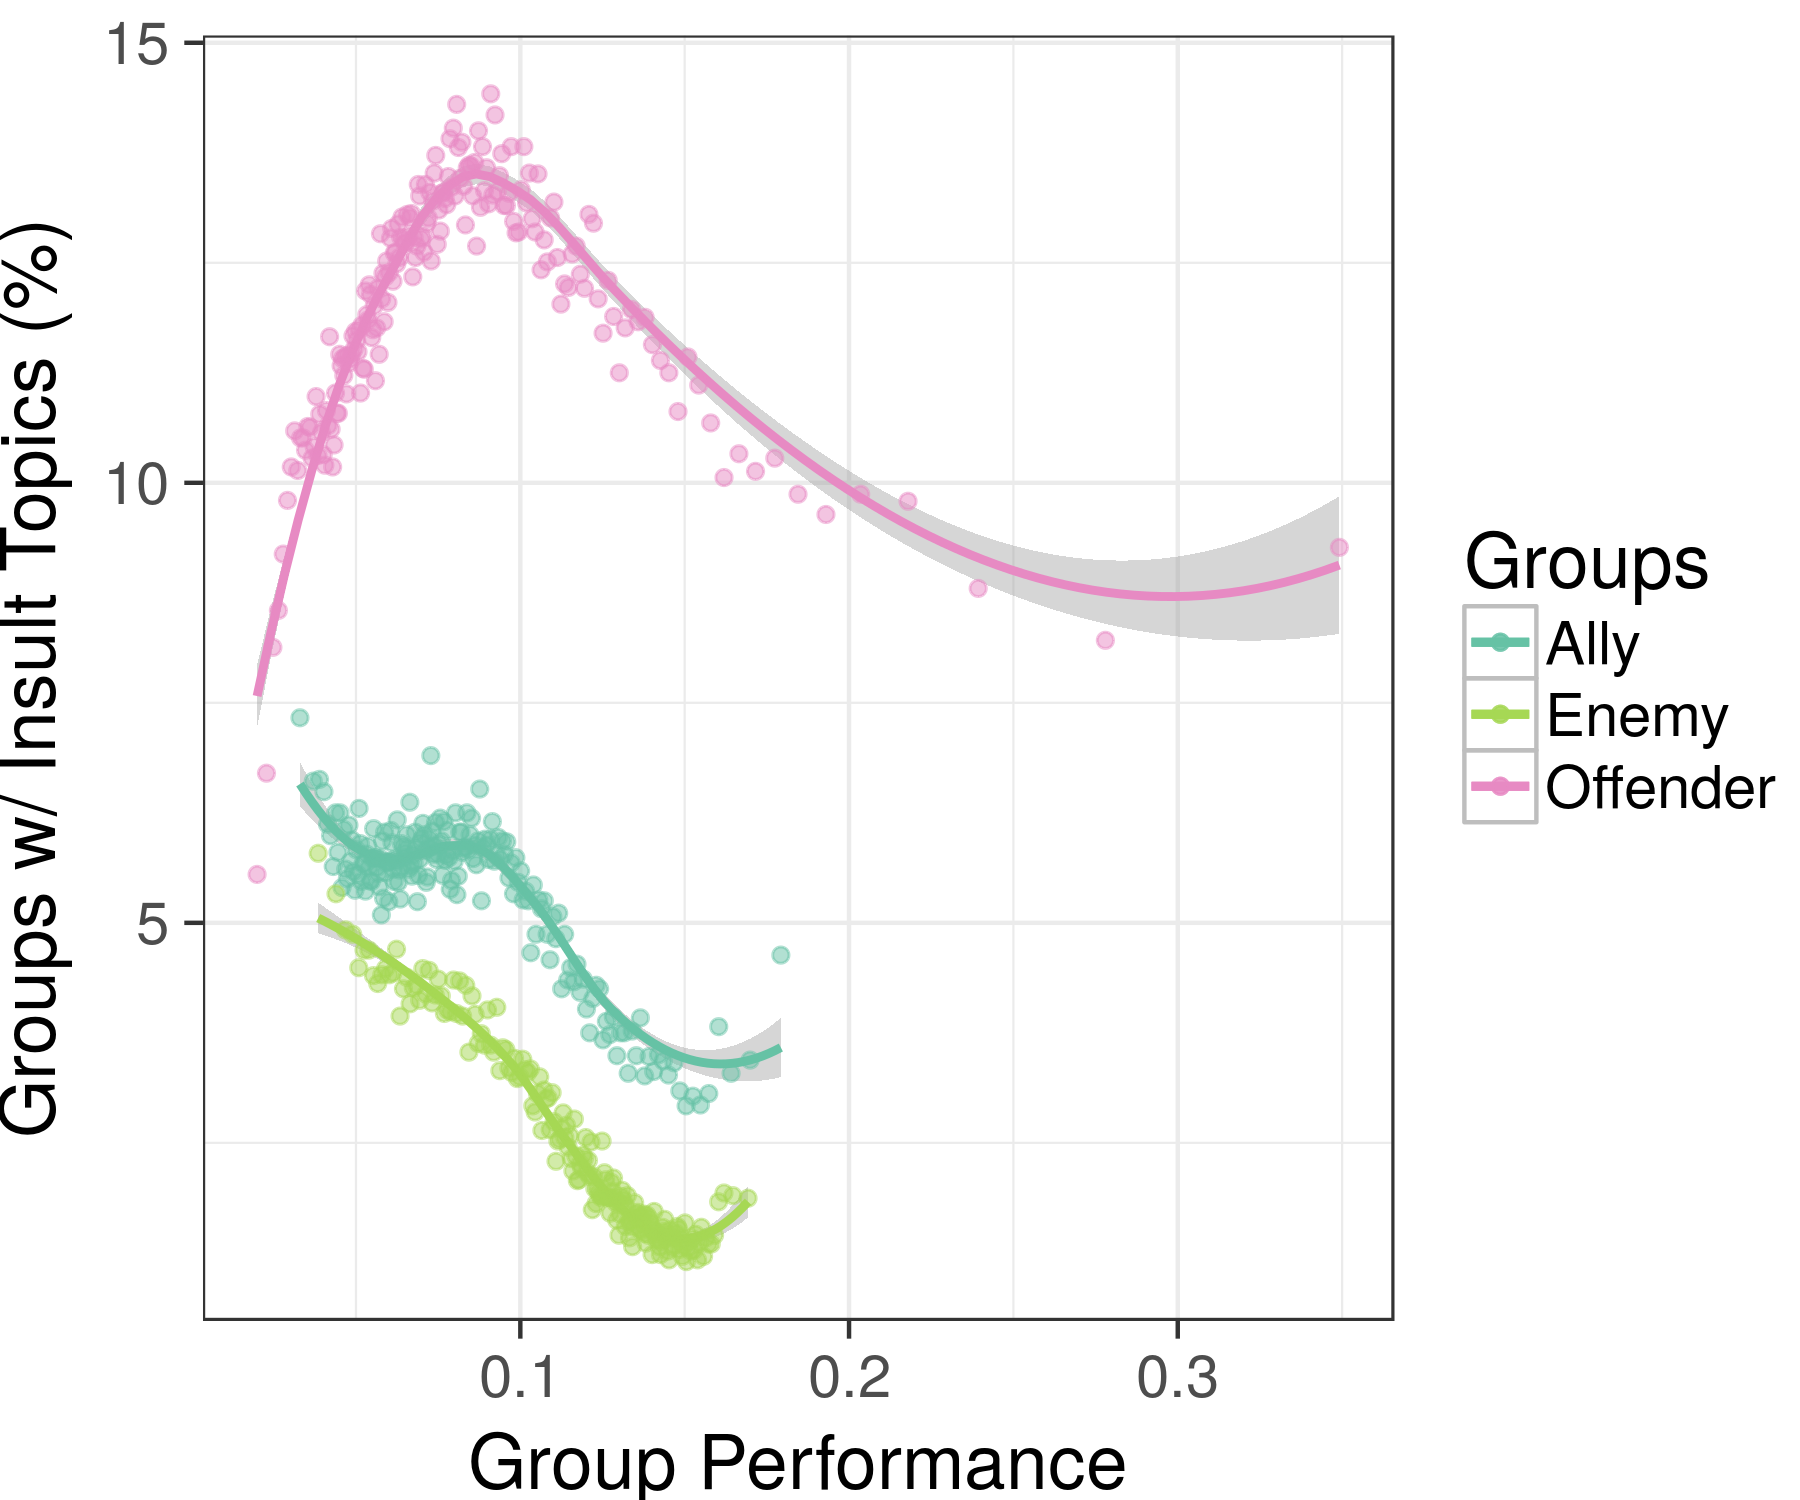 Groups w/ Insult Topics (%)
15
10
5
0.1
0.2
0.3
Group Performance
Groups
Ally
Enemy
Offender